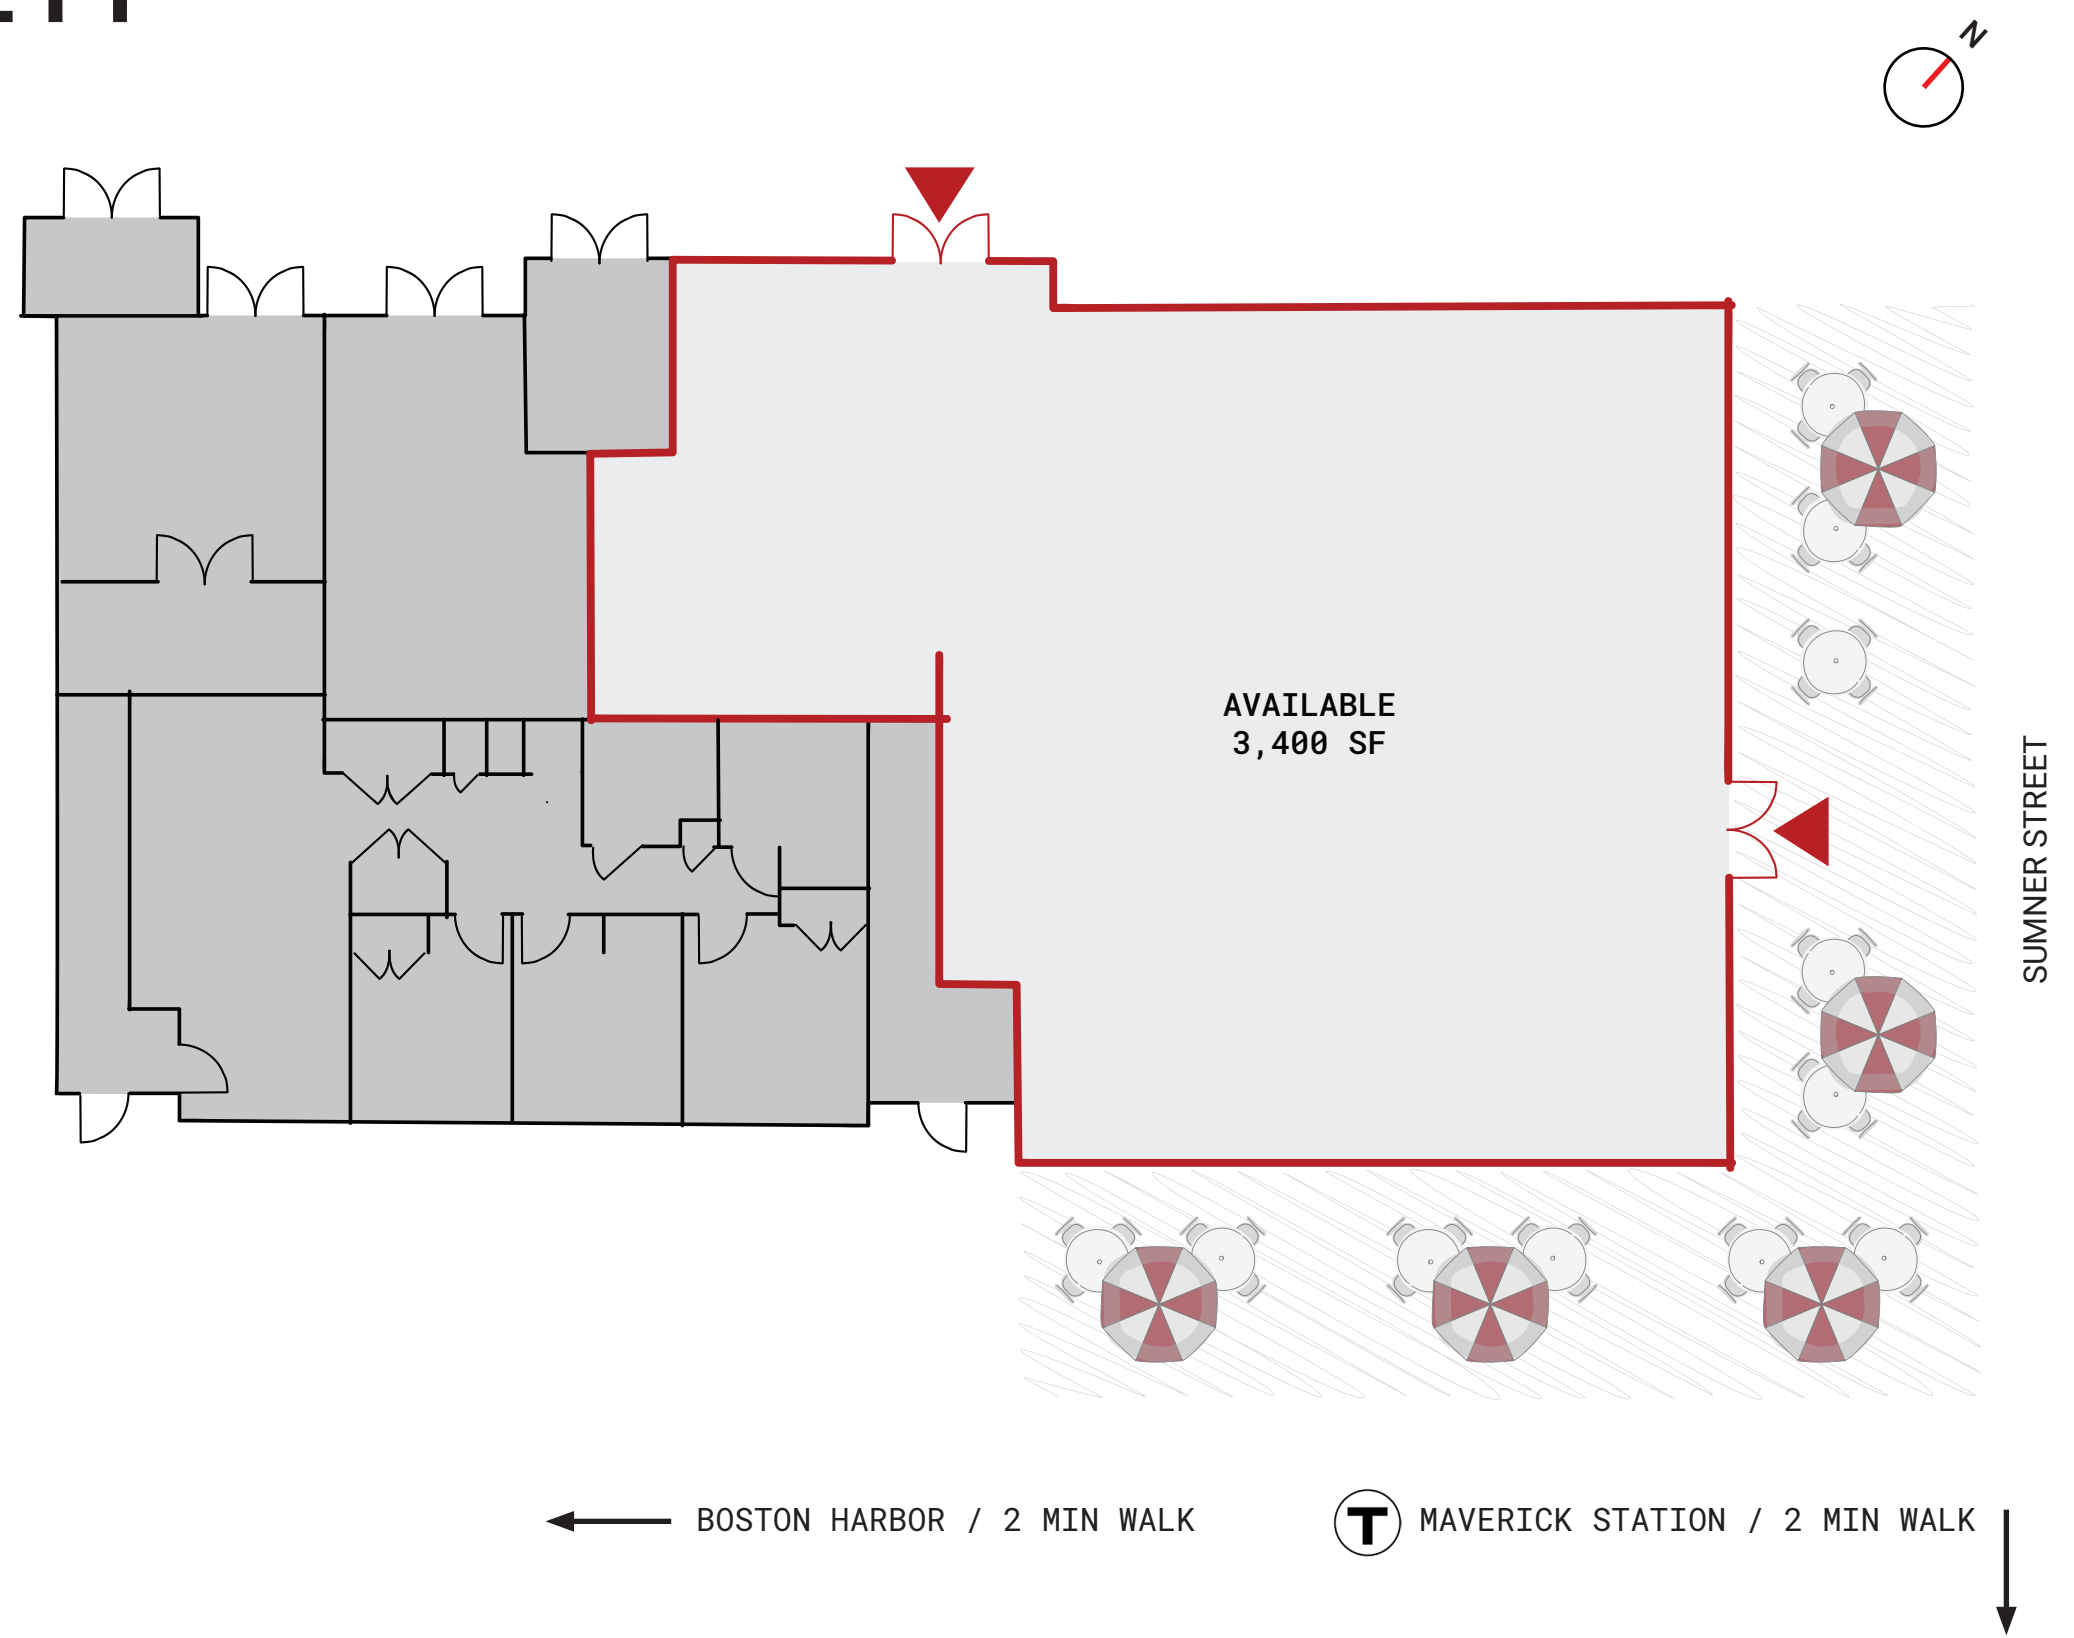 N
AVAILABLE
3,400 SF
SUMNER STREET
BOSTON HARBOR / 2 MIN WALK
T MAVERICK STATION / 2 MIN WALK